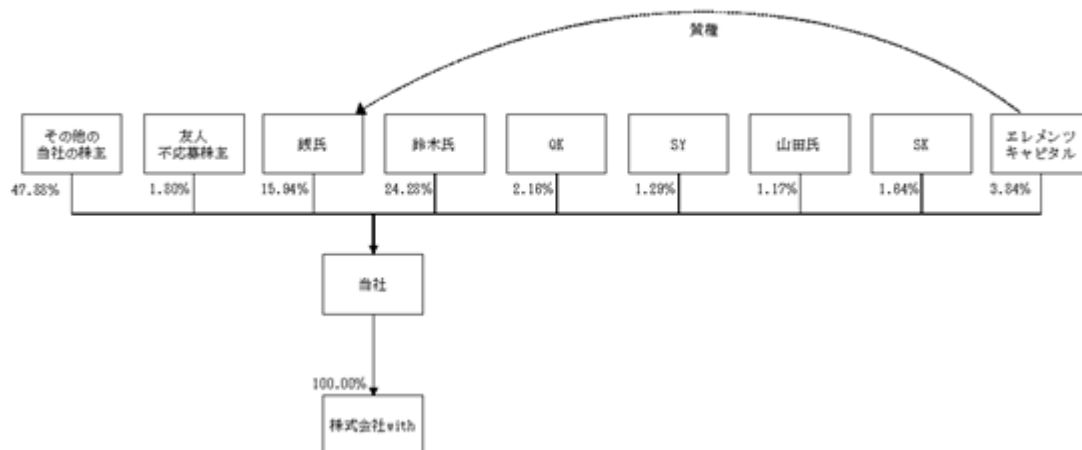 質権
その他の
当社の株主
友人
不応募株主
銭氏
鈴木氏
QK
SY
山田氏
SK
エレメンツ
キャピタル
47.88%
1.80%
15.94%
24.28%
2.16%
1.29%
1.17%
1.64%
3.84%
当社
100.00%
株式会社with